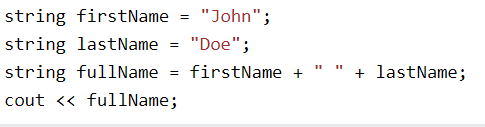 string firstName = "John";
string lastName = "Doe";
string fullName = firstName + " " + lastName;
cout << fullName;